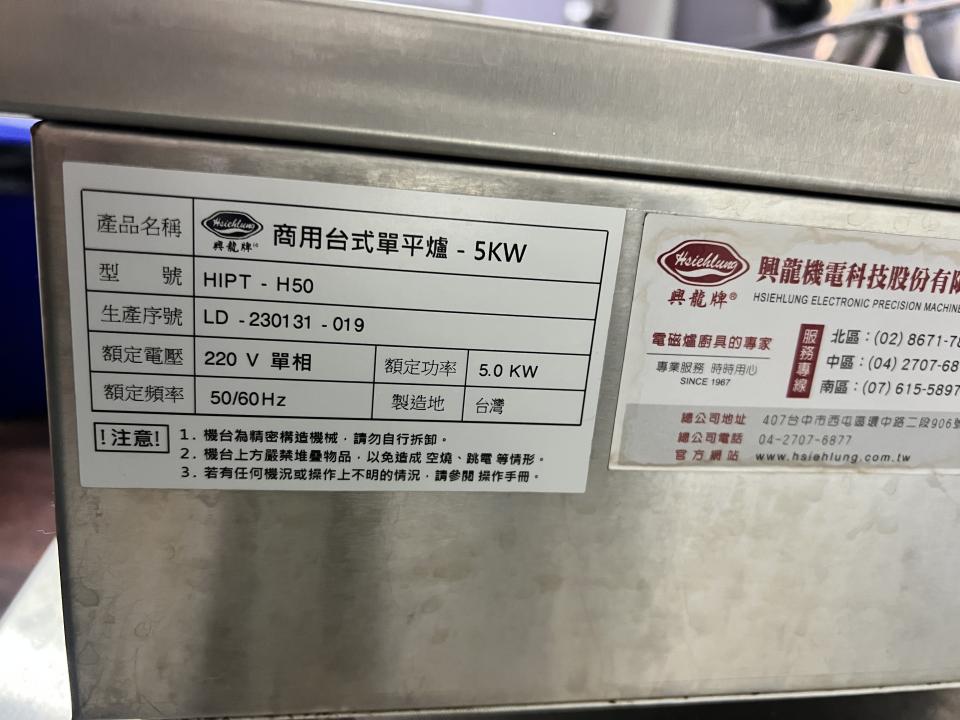 產品名稱 Hsiehlung 興龍牌 商用台式單平爐 - 5KW
型 號 HIPT - H50
生產序號 LD - 230131 - 019
額定電壓 220 V 單相 額定功率 5.0 KW
額定頻率 50/60Hz 製造地 台灣
!注意! 1. 機台為精密構造機械,請勿自行拆卸。
2. 機台上方嚴禁堆疊物品,以免造成 空燒、跳電 等情形。
3. 若有任何機況或操作上不明的情況,請參閱 操作手冊。
Hsiehlung 興龍牌®
興龍機電科技股份有限
HSIEHLUNG ELECTRONIC PRECISION MACHINE
電磁爐廚具的專家
專業服務 時時用心
SINCE 1967
服務專線
北區:(02) 8671-78
中區:(04) 2707-68
南區:(07) 615-5897
總公司地址 407台中市西屯區環中路二段906號
總公司電話 04-2707-6877
官方網站 www.hsiehlung.com.tw